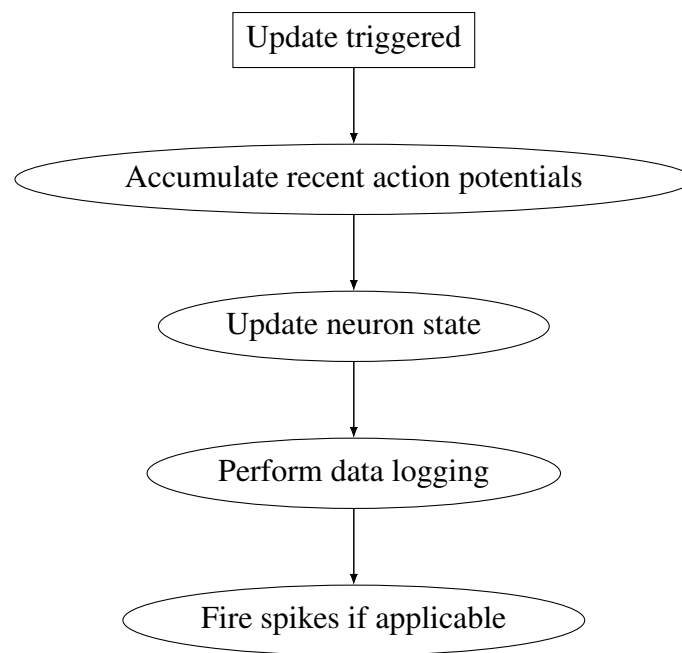 Update triggered
Accumulate recent action potentials
Update neuron state
Perform data logging
Fire spikes if applicable